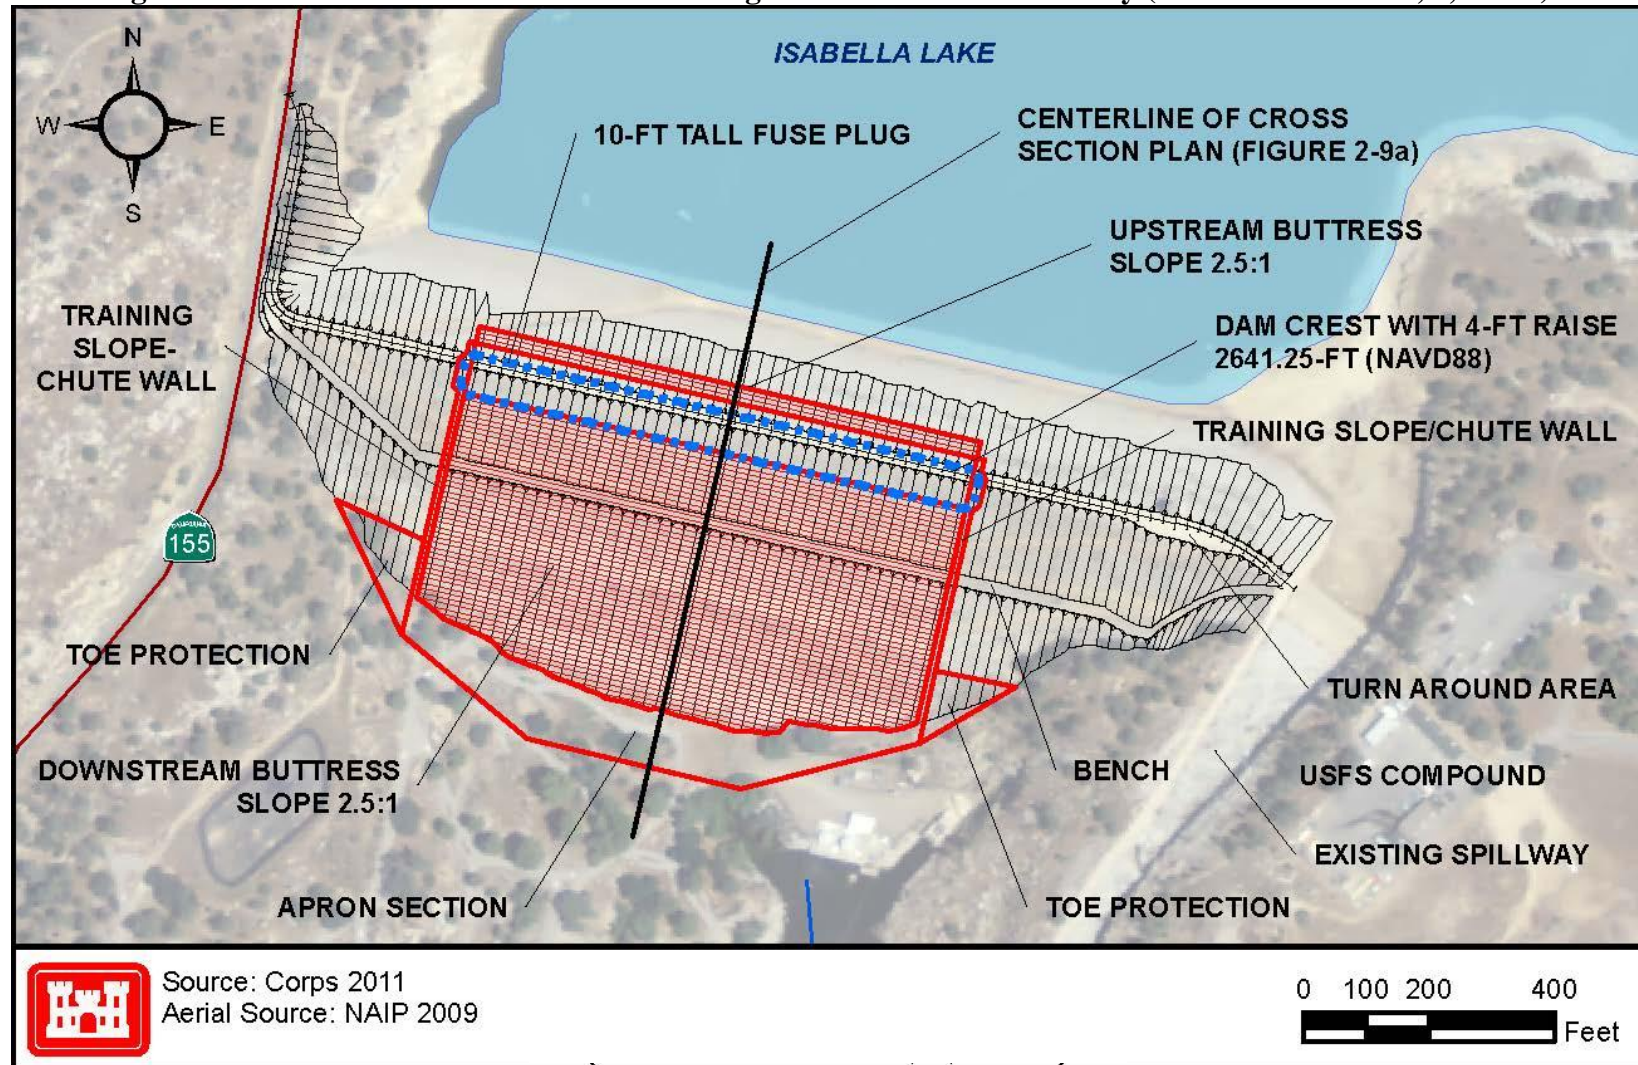 ISABELLA LAKE
N
W
E
S
10-FT TALL FUSE PLUG
CENTERLINE OF CROSS
SECTION PLAN (FIGURE 2-9a)
UPSTREAM BUTTRESS
SLOPE 2.5:1
TRAINING
SLOPE-
CHUTE WALL
DAM CREST WITH 4-FT RAISE
2641.25-FT (NAVD88)
TRAINING SLOPE/CHUTE WALL
CALIFORNIA
155
TOE PROTECTION
TURN AROUND AREA
DOWNSTREAM BUTTRESS
SLOPE 2.5:1
BENCH
USFS COMPOUND
EXISTING SPILLWAY
APRON SECTION
TOE PROTECTION
Source: Corps 2011
Aerial Source: NAIP 2009
0 100 200 400
Feet